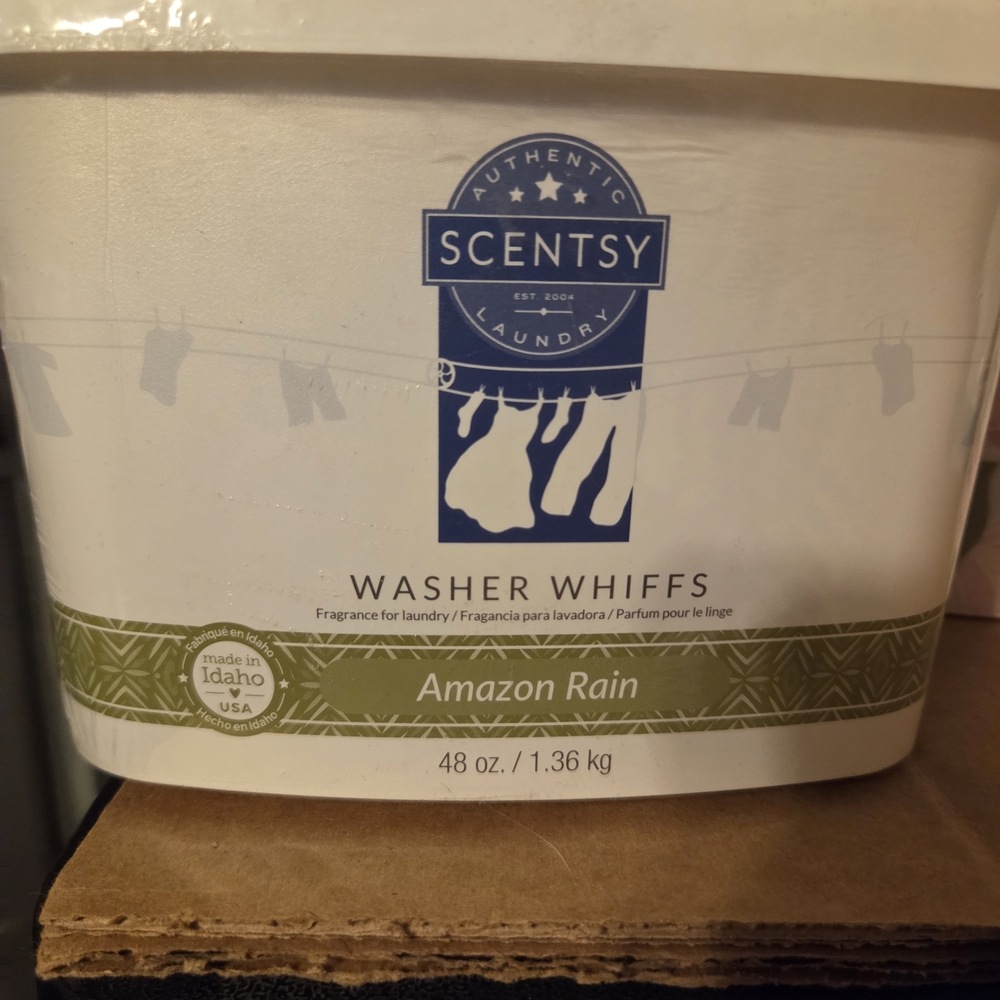 AUTHENTIC
SCENTSY
EST. 2004
LAUNDRY
WASHER WHIFFS
Fragrance for laundry / Fragancia para lavadora / Parfum pour le linge
Fabriqué en Idaho
made in
Idaho
USA
Hecho en Idaho
Amazon Rain
48 oz. / 1.36 kg